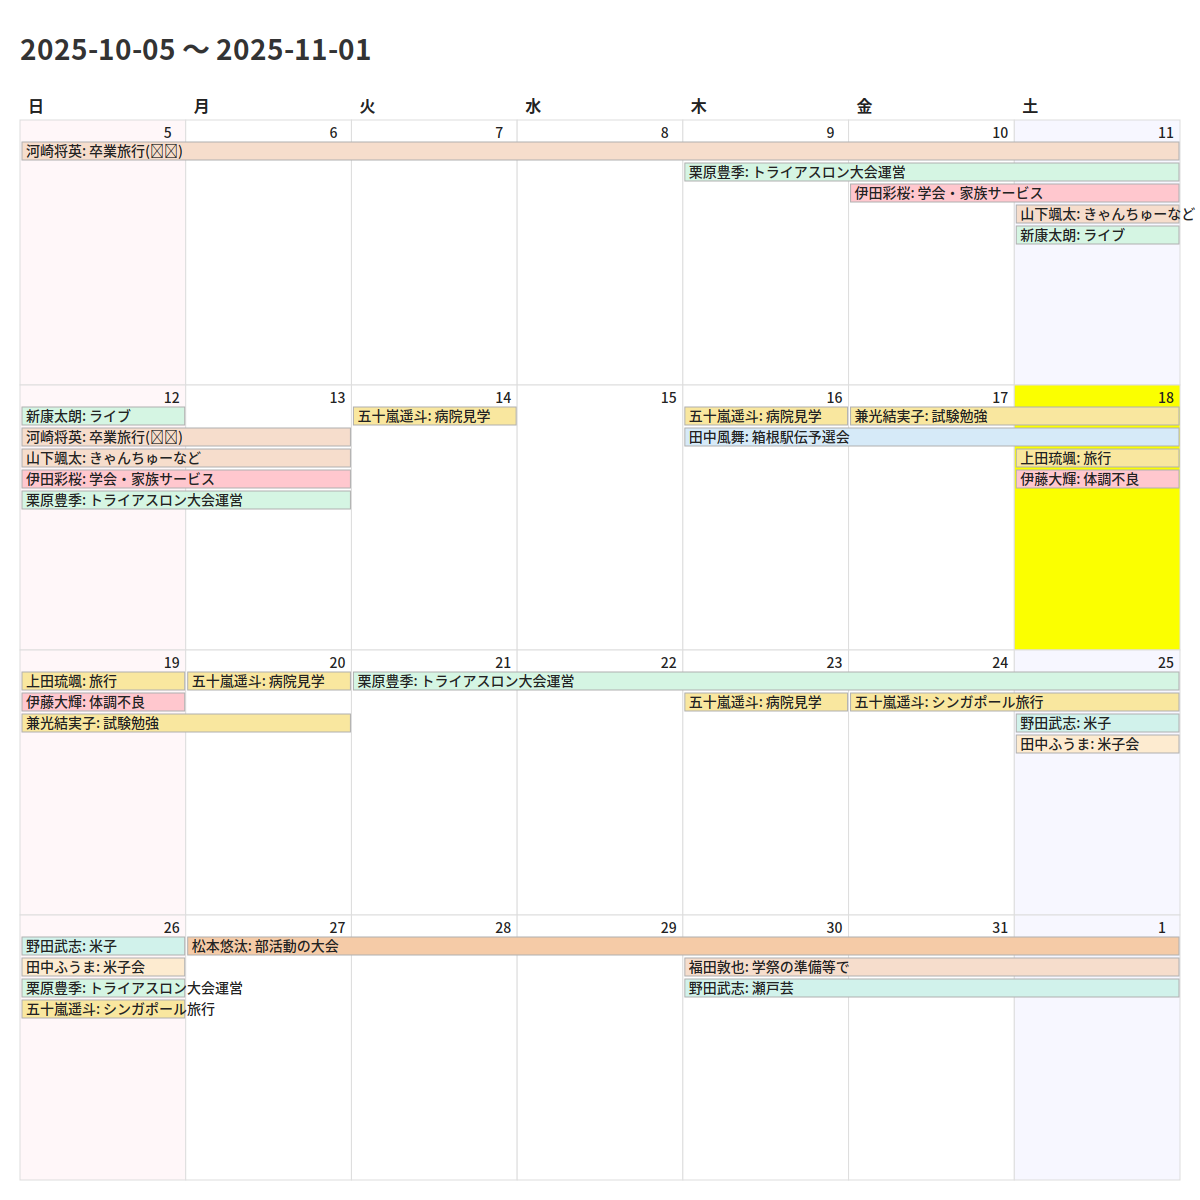 2025-10-05 〜 2025-11-01
日 月 火 水 木 金 土
5 6 7 8 9 10 11
河崎将英: 卒業旅行(☒☒)
栗原豊季: トライアスロン大会運営
伊田彩桜: 学会・家族サービス
山下颯太: きゃんちゅーなど
新康太朗: ライブ
12 13 14 15 16 17 18
新康太朗: ライブ 五十嵐遥斗: 病院見学 五十嵐遥斗: 病院見学 兼光結実子: 試験勉強
河崎将英: 卒業旅行(☒☒) 田中風舞: 箱根駅伝予選会
山下颯太: きゃんちゅーなど 上田琉颯: 旅行
伊田彩桜: 学会・家族サービス 伊藤大輝: 体調不良
栗原豊季: トライアスロン大会運営
19 20 21 22 23 24 25
上田琉颯: 旅行 五十嵐遥斗: 病院見学 栗原豊季: トライアスロン大会運営
伊藤大輝: 体調不良 五十嵐遥斗: 病院見学 五十嵐遥斗: シンガポール旅行
兼光結実子: 試験勉強 野田武志: 米子
田中ふうま: 米子会
26 27 28 29 30 31 1
野田武志: 米子 松本悠汰: 部活動の大会
田中ふうま: 米子会 福田敦也: 学祭の準備等で
栗原豊季: トライアスロン大会運営 野田武志: 瀬戸芸
五十嵐遥斗: シンガポール旅行